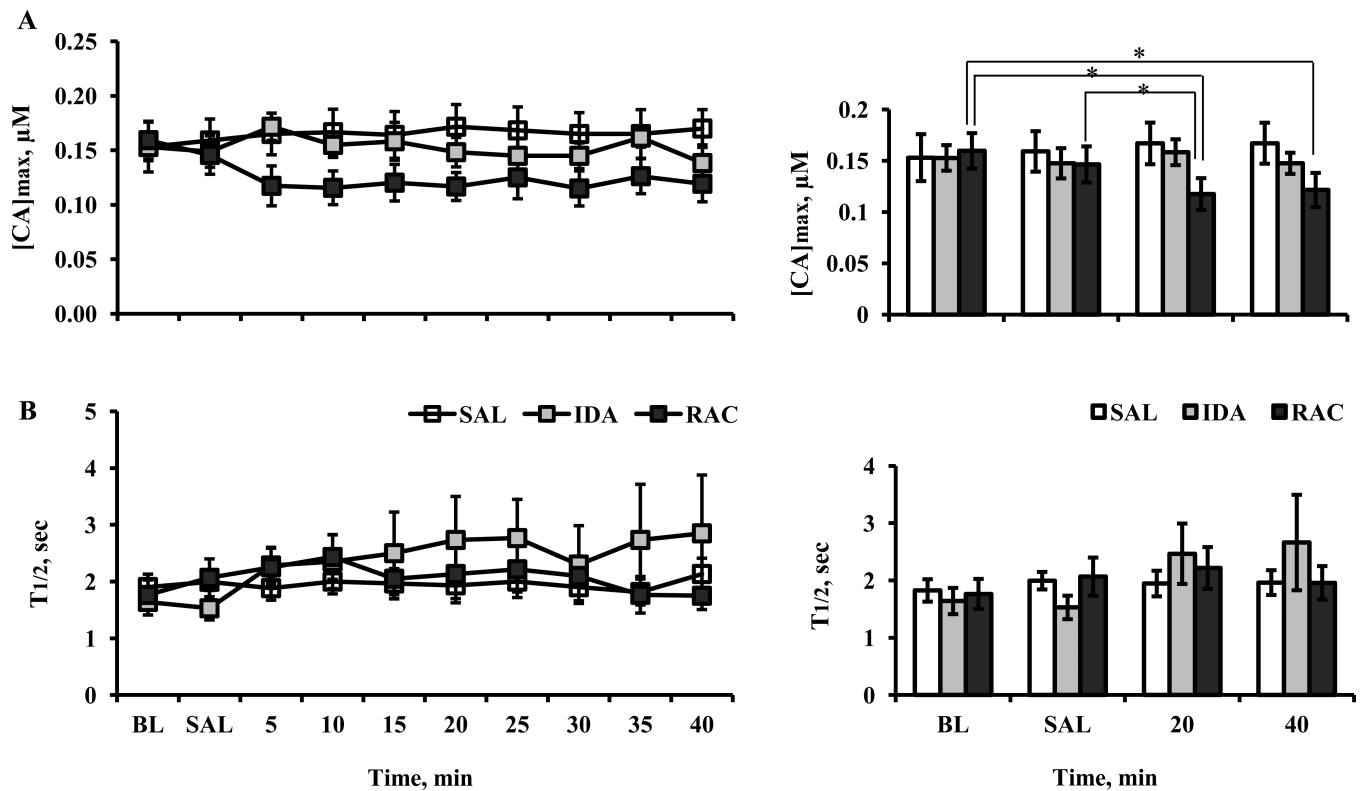 A
[CA]max, µM
0.25
0.20
0.15
0.10
0.05
0.00
[CA]max, µM
0.2
0.15
0.1
0.05
0
*
*
*
B
T1/2, sec
5
4
3
2
1
0
SAL IDA RAC
BL SAL 5 10 15 20 25 30 35 40
Time, min
T1/2, sec
5
4
3
2
1
0
SAL IDA RAC
BL SAL 20 40
Time, min